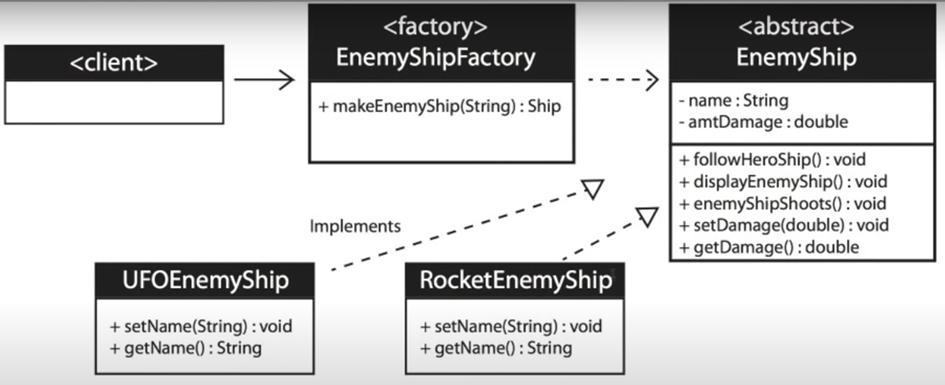 <client>
<factory>
EnemyShipFactory
+ makeEnemyShip(String) : Ship
<abstract>
EnemyShip
- name : String
- amtDamage : double
+ followHeroShip() : void
+ displayEnemyShip() : void
+ enemyShipShoots() : void
+ setDamage(double) : void
+ getDamage() : double
Implements
UFOEnemyShip
+ setName(String) : void
+ getName() : String
RocketEnemyShip
+ setName(String) : void
+ getName() : String